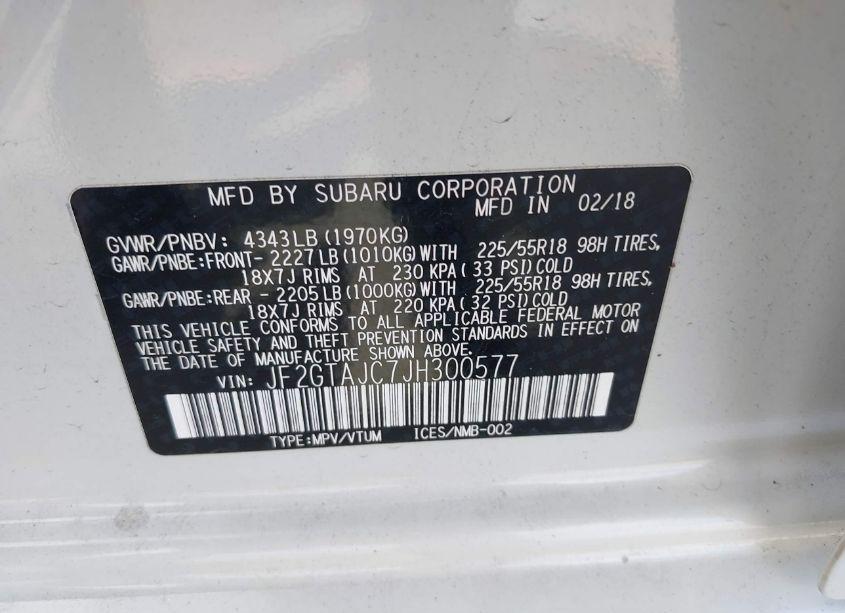 MFD BY SUBARU CORPORATION
MFD IN 02/18
GVWR/PNBV: 4343LB (1970KG)
GAWR/PNBE:FRONT- 2227LB (1010KG) WITH 225/55R18 98H TIRES,
18X7J RIMS AT 230 KPA ( 33 PSI) COLD
GAWR/PNBE:REAR - 2205LB (1000KG) WITH 225/55R18 98H TIRES,
18X7J RIMS AT 220 KPA ( 32 PSI) COLD
THIS VEHICLE CONFORMS TO ALL APPLICABLE FEDERAL MOTOR
VEHICLE SAFETY AND THEFT PREVENTION STANDARDS IN EFFECT ON
THE DATE OF MANUFACTURE SHOWN ABOVE.
VIN: JF2GTAJC7JH300577
TYPE:MPV/VTUM ICES/NMB-002